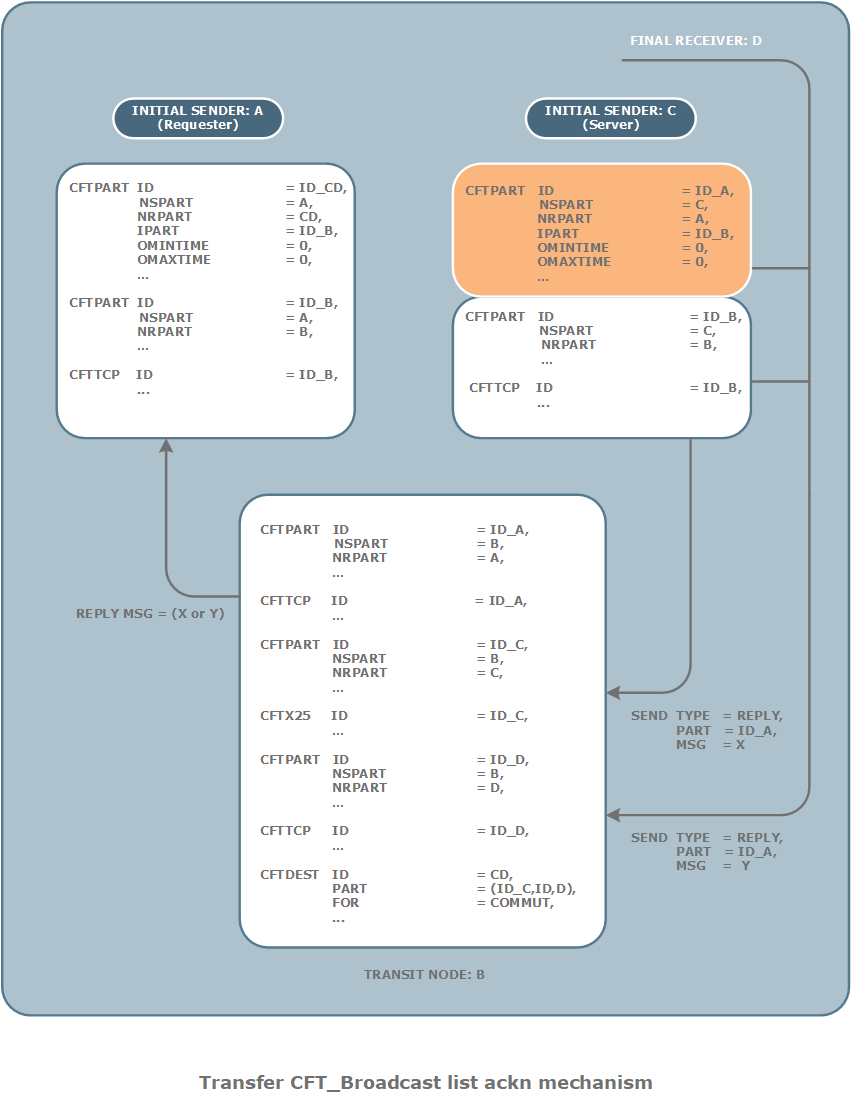 FINAL RECEIVER: D
INITIAL SENDER: A
(Requester)
INITIAL SENDER: C
(Server)
CFTPART ID = ID_CD,
NSPART = A,
NRPART = CD,
IPART = ID_B,
OMINTIME = 0,
OMAXTIME = 0,
...
CFTPART ID = ID_B,
NSPART = A,
NRPART = B,
...
CFTTCP ID = ID_B,
...
CFTPART ID = ID_A,
NSPART = C,
NRPART = A,
IPART = ID_B,
OMINTIME = 0,
OMAXTIME = 0,
...
CFTPART ID = ID_B,
NSPART = C,
NRPART = B,
...
CFTTCP ID = ID_B,
...
REPLY MSG = (X or Y)
CFTPART ID = ID_A,
NSPART = B,
NRPART = A,
...
CFTTCP ID = ID_A,
...
CFTPART ID = ID_C,
NSPART = B,
NRPART = C,
...
CFTX25 ID = ID_C,
...
CFTPART ID = ID_D,
NSPART = B,
NRPART = D,
...
CFTTCP ID = ID_D,
...
CFTDEST ID = CD,
PART = (ID_C,ID,D),
FOR = COMMUT,
...
SEND TYPE = REPLY,
PART = ID_A,
MSG = X
SEND TYPE = REPLY,
PART = ID_A,
MSG = Y
TRANSIT NODE: B
Transfer CFT_Broadcast list ackn mechanism